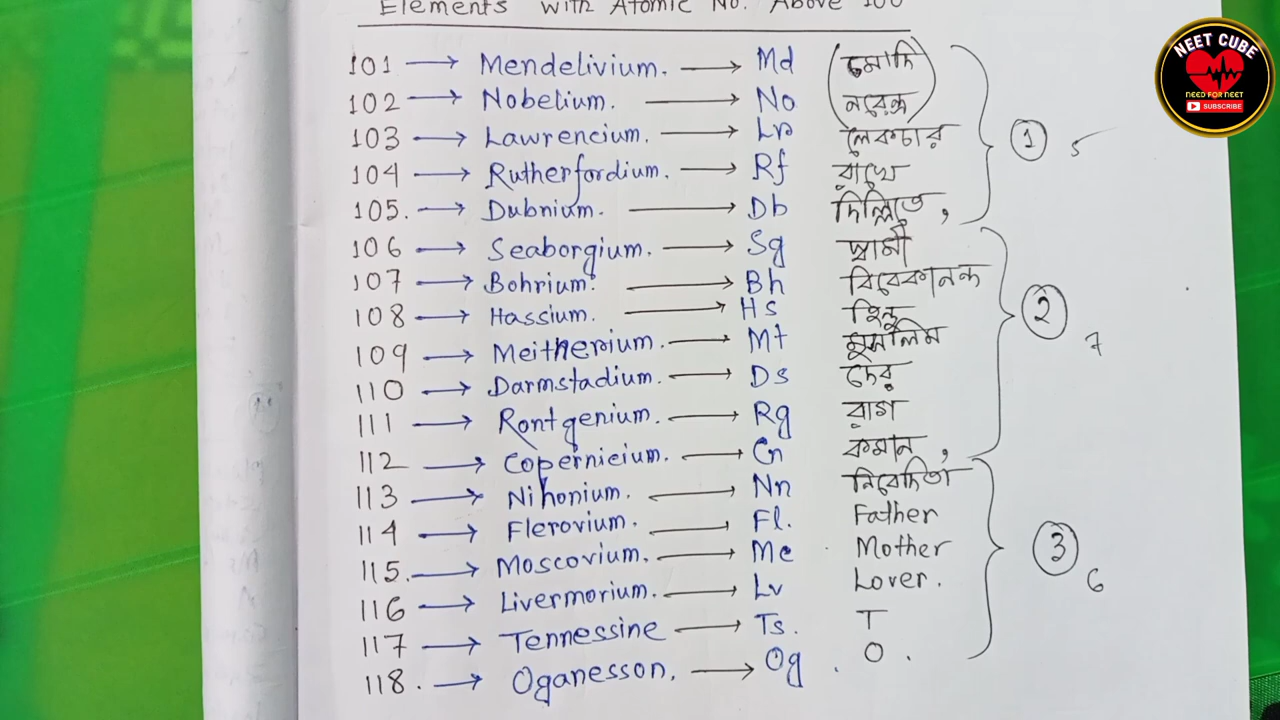 Elements with Atomic No. Above 100
101 → Mendelivium. → Md (মোদি
102 → Nobelium. → No নরেন্দ্র)
103 → Lawrencium. → Lr লেকচার
104 → Rutherfordium. → Rf রাখে
105. → Dubnium. → Db দিল্লিতে,
① 5
106 → Seaborgium. → Sg স্বামী
107 → Bohrium. → Bh বিবেকানন্দ
108 → Hassium. → Hs হিন্দু
109 → Meitnerium. → Mt মুসলিম
110 → Darmstadium. → Ds দের
111 → Rontgenium. → Rg রাগ
112 → Copernicium. → Cn কমান,
② 7
113 → Nihonium. → Nn নিবেদিতা
114 → Flerovium. → Fl. Father
115. → Moscovium. → Mc Mother
116 → Livermorium. → Lv Lover.
117 → Tennessine → Ts. T
118. → Oganesson. → Og. O.
③ 6
NEET CUBE
NEED FOR NEET
SUBSCRIBE